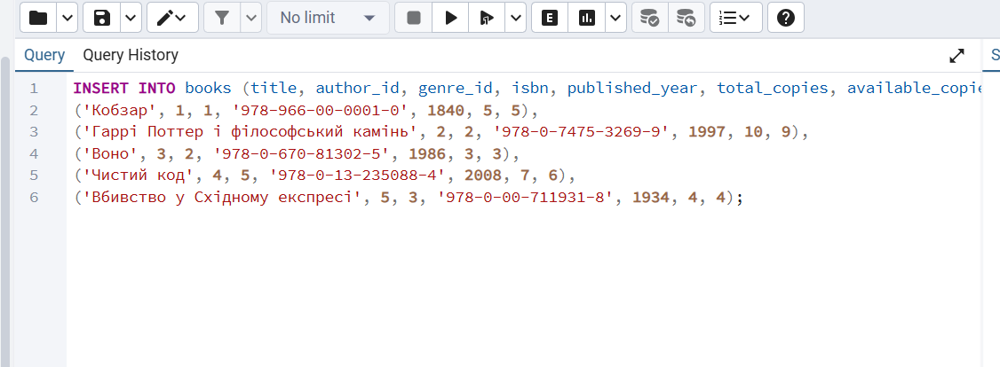 No limit
E
Query Query History S
1 INSERT INTO books (title, author_id, genre_id, isbn, published_year, total_copies, available_copie
2 ('Кобзар', 1, 1, '978-966-00-0001-0', 1840, 5, 5),
3 ('Гаррі Поттер і філософський камінь', 2, 2, '978-0-7475-3269-9', 1997, 10, 9),
4 ('Воно', 3, 2, '978-0-670-81302-5', 1986, 3, 3),
5 ('Чистий код', 4, 5, '978-0-13-235088-4', 2008, 7, 6),
6 ('Вбивство у Східному експресі', 5, 3, '978-0-00-711931-8', 1934, 4, 4);